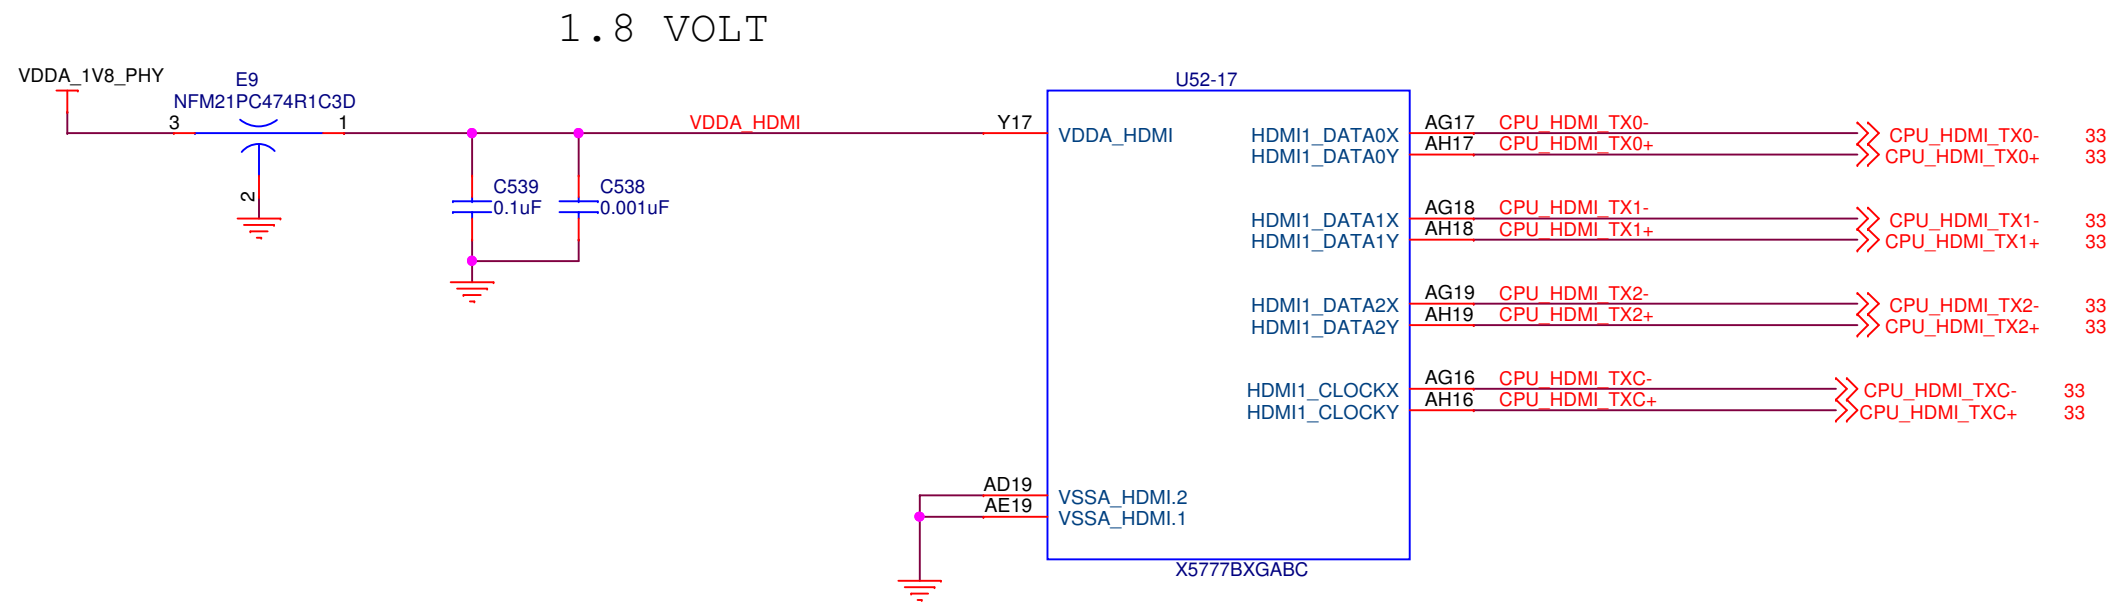 1.8 VOLT
VDDA_1V8_PHY
E9
NFM21PC474R1C3D
3
1
2
C539
0.1uF
C538
0.001uF
VDDA_HDMI
Y17
U52-17
VDDA_HDMI
HDMI1_DATA0X AG17 CPU_HDMI_TX0- CPU_HDMI_TX0- 33
HDMI1_DATA0Y AH17 CPU_HDMI_TX0+ CPU_HDMI_TX0+ 33
HDMI1_DATA1X AG18 CPU_HDMI_TX1- CPU_HDMI_TX1- 33
HDMI1_DATA1Y AH18 CPU_HDMI_TX1+ CPU_HDMI_TX1+ 33
HDMI1_DATA2X AG19 CPU_HDMI_TX2- CPU_HDMI_TX2- 33
HDMI1_DATA2Y AH19 CPU_HDMI_TX2+ CPU_HDMI_TX2+ 33
HDMI1_CLOCKX AG16 CPU_HDMI_TXC- CPU_HDMI_TXC- 33
HDMI1_CLOCKY AH16 CPU_HDMI_TXC+ CPU_HDMI_TXC+ 33
AD19 VSSA_HDMI.2
AE19 VSSA_HDMI.1
X5777BXGABC